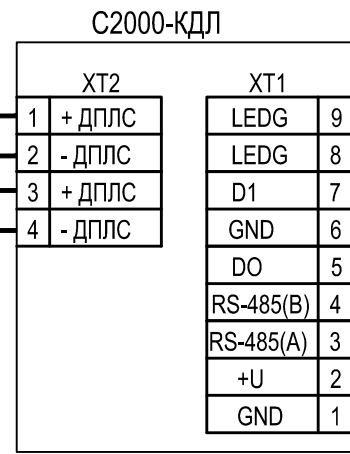 С2000-КДЛ
XT2
1 + ДПЛС
2 - ДПЛС
3 + ДПЛС
4 - ДПЛС
XT1
LEDG 9
LEDG 8
D1 7
GND 6
DO 5
RS-485(B) 4
RS-485(A) 3
+U 2
GND 1